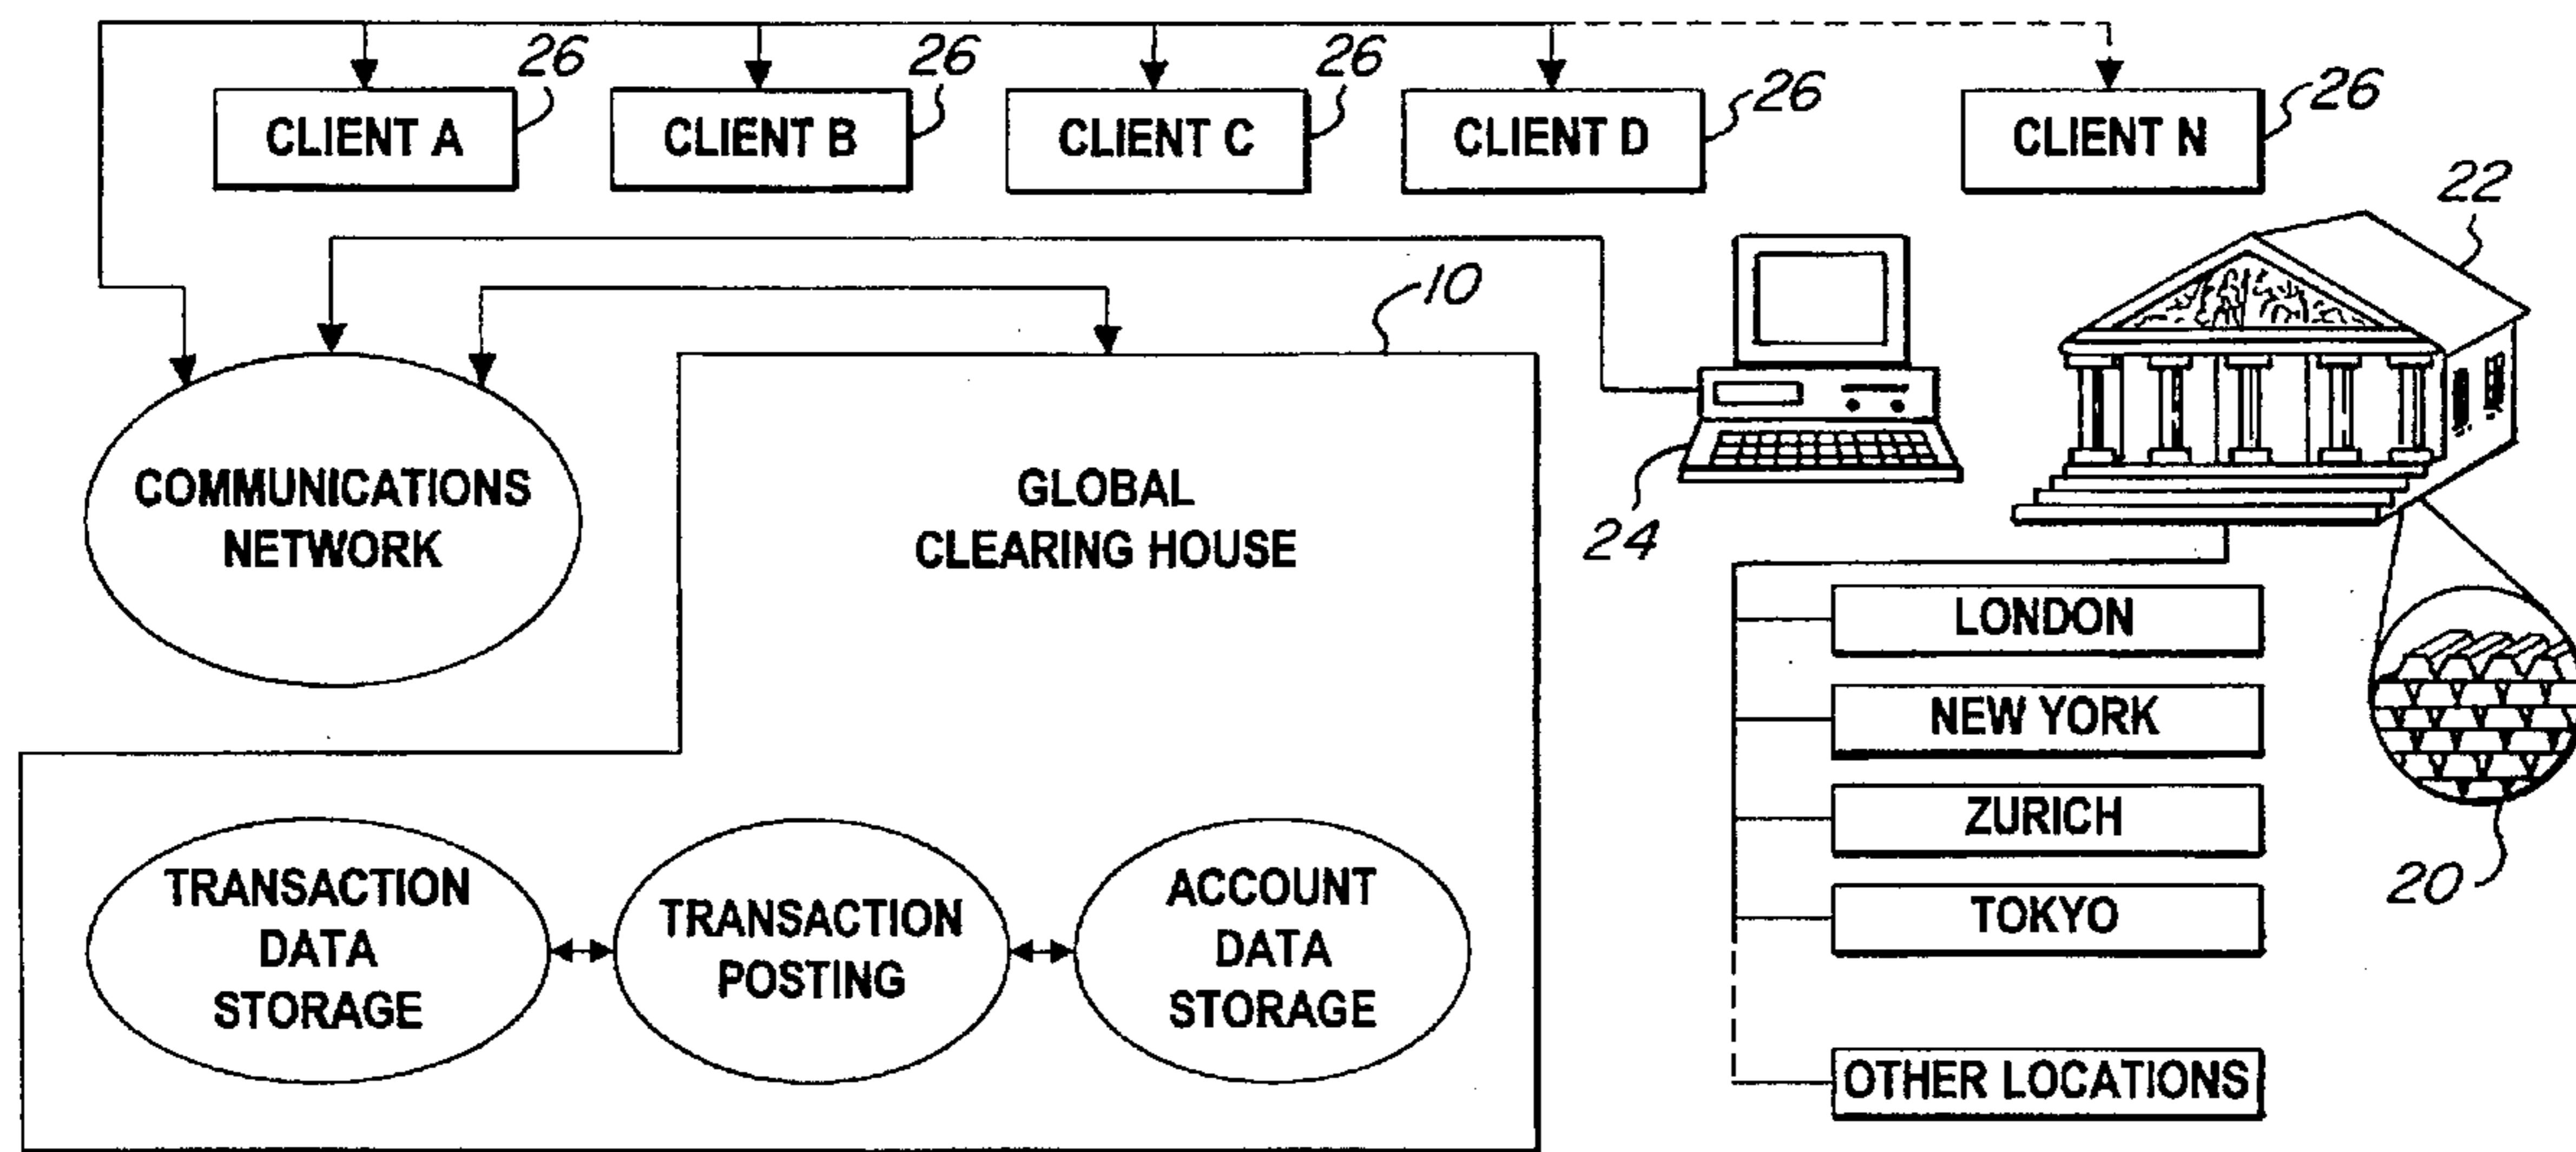 26
26
26
26
26
CLIENT A
CLIENT B
CLIENT C
CLIENT D
CLIENT N
22
10
COMMUNICATIONS
NETWORK
GLOBAL
CLEARING HOUSE
24
LONDON
NEW YORK
ZURICH
TOKYO
OTHER LOCATIONS
20
TRANSACTION
DATA
STORAGE
TRANSACTION
POSTING
ACCOUNT
DATA
STORAGE